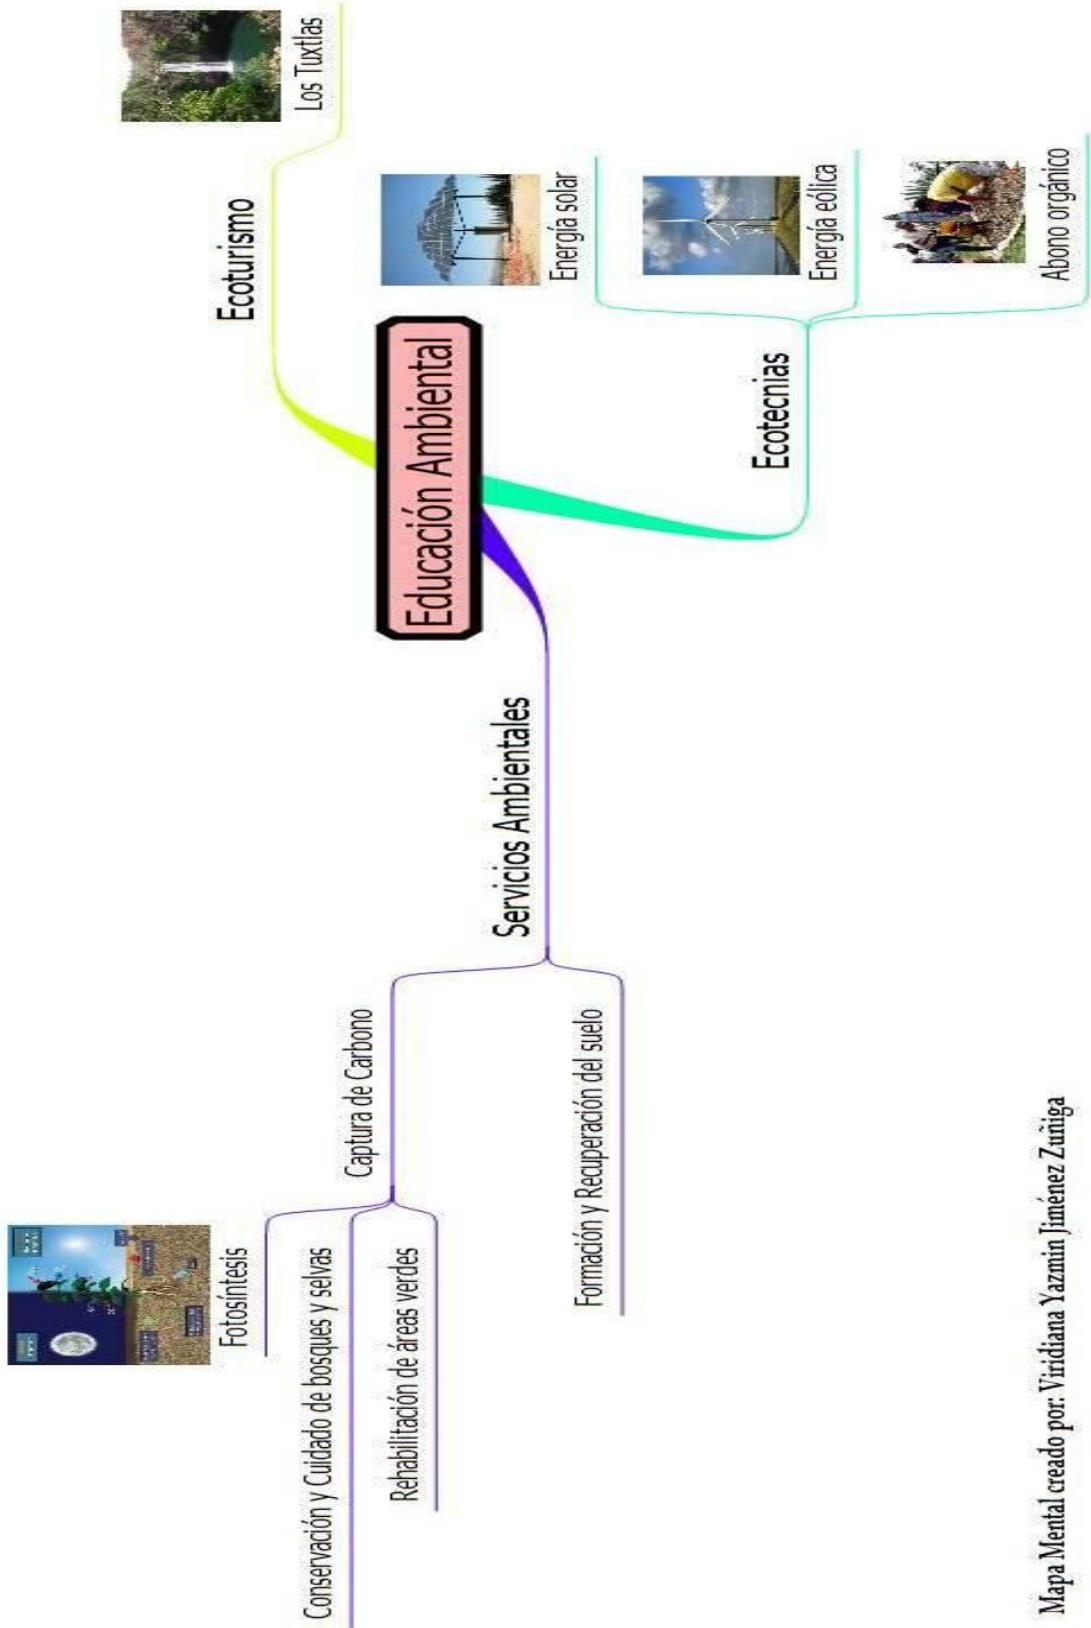 Fotosíntesis
Conservación y Cuidado de bosques y selvas
Rehabilitación de áreas verdes
Captura de Carbono
Formación y Recuperación del suelo
Servicios Ambientales
Educación Ambiental
Ecoturismo
Los Tuxtlas
Ecotecnias
Energía solar
Energía eólica
Abono orgánico
Mapa Mental creado por: Viridiana Yazmin Jiménez Zuñiga